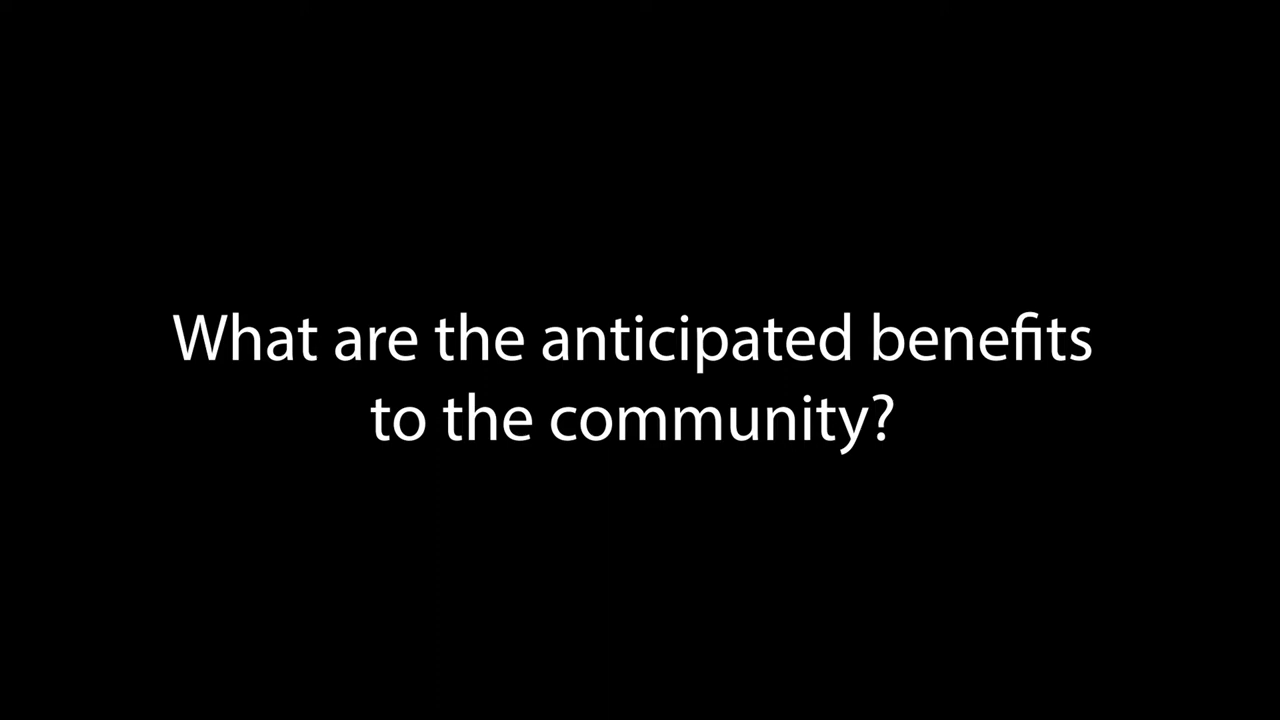 What are the anticipated benefits
to the community?